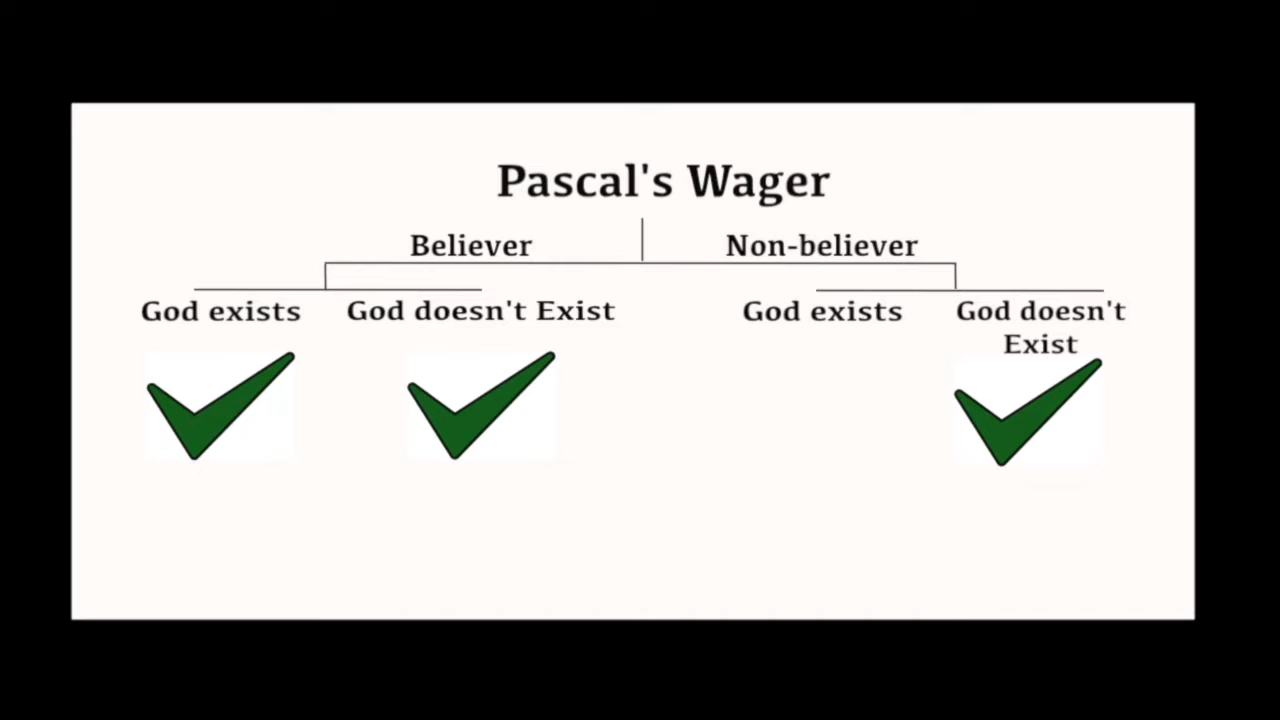 Pascal's Wager
Believer
Non-believer
God exists
God doesn't Exist
God exists
God doesn't
Exist